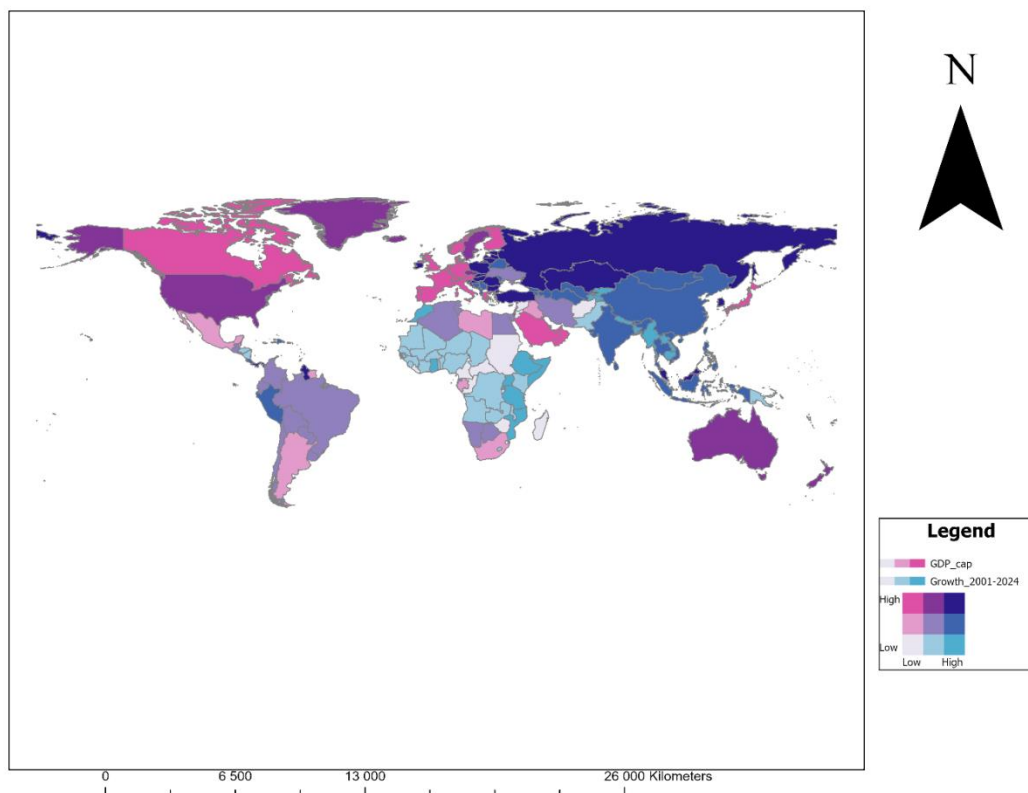 N
Legend
GDP_cap
Growth_2001-2024
High
Low
Low High
0 6 500 13 000 26 000 Kilometers